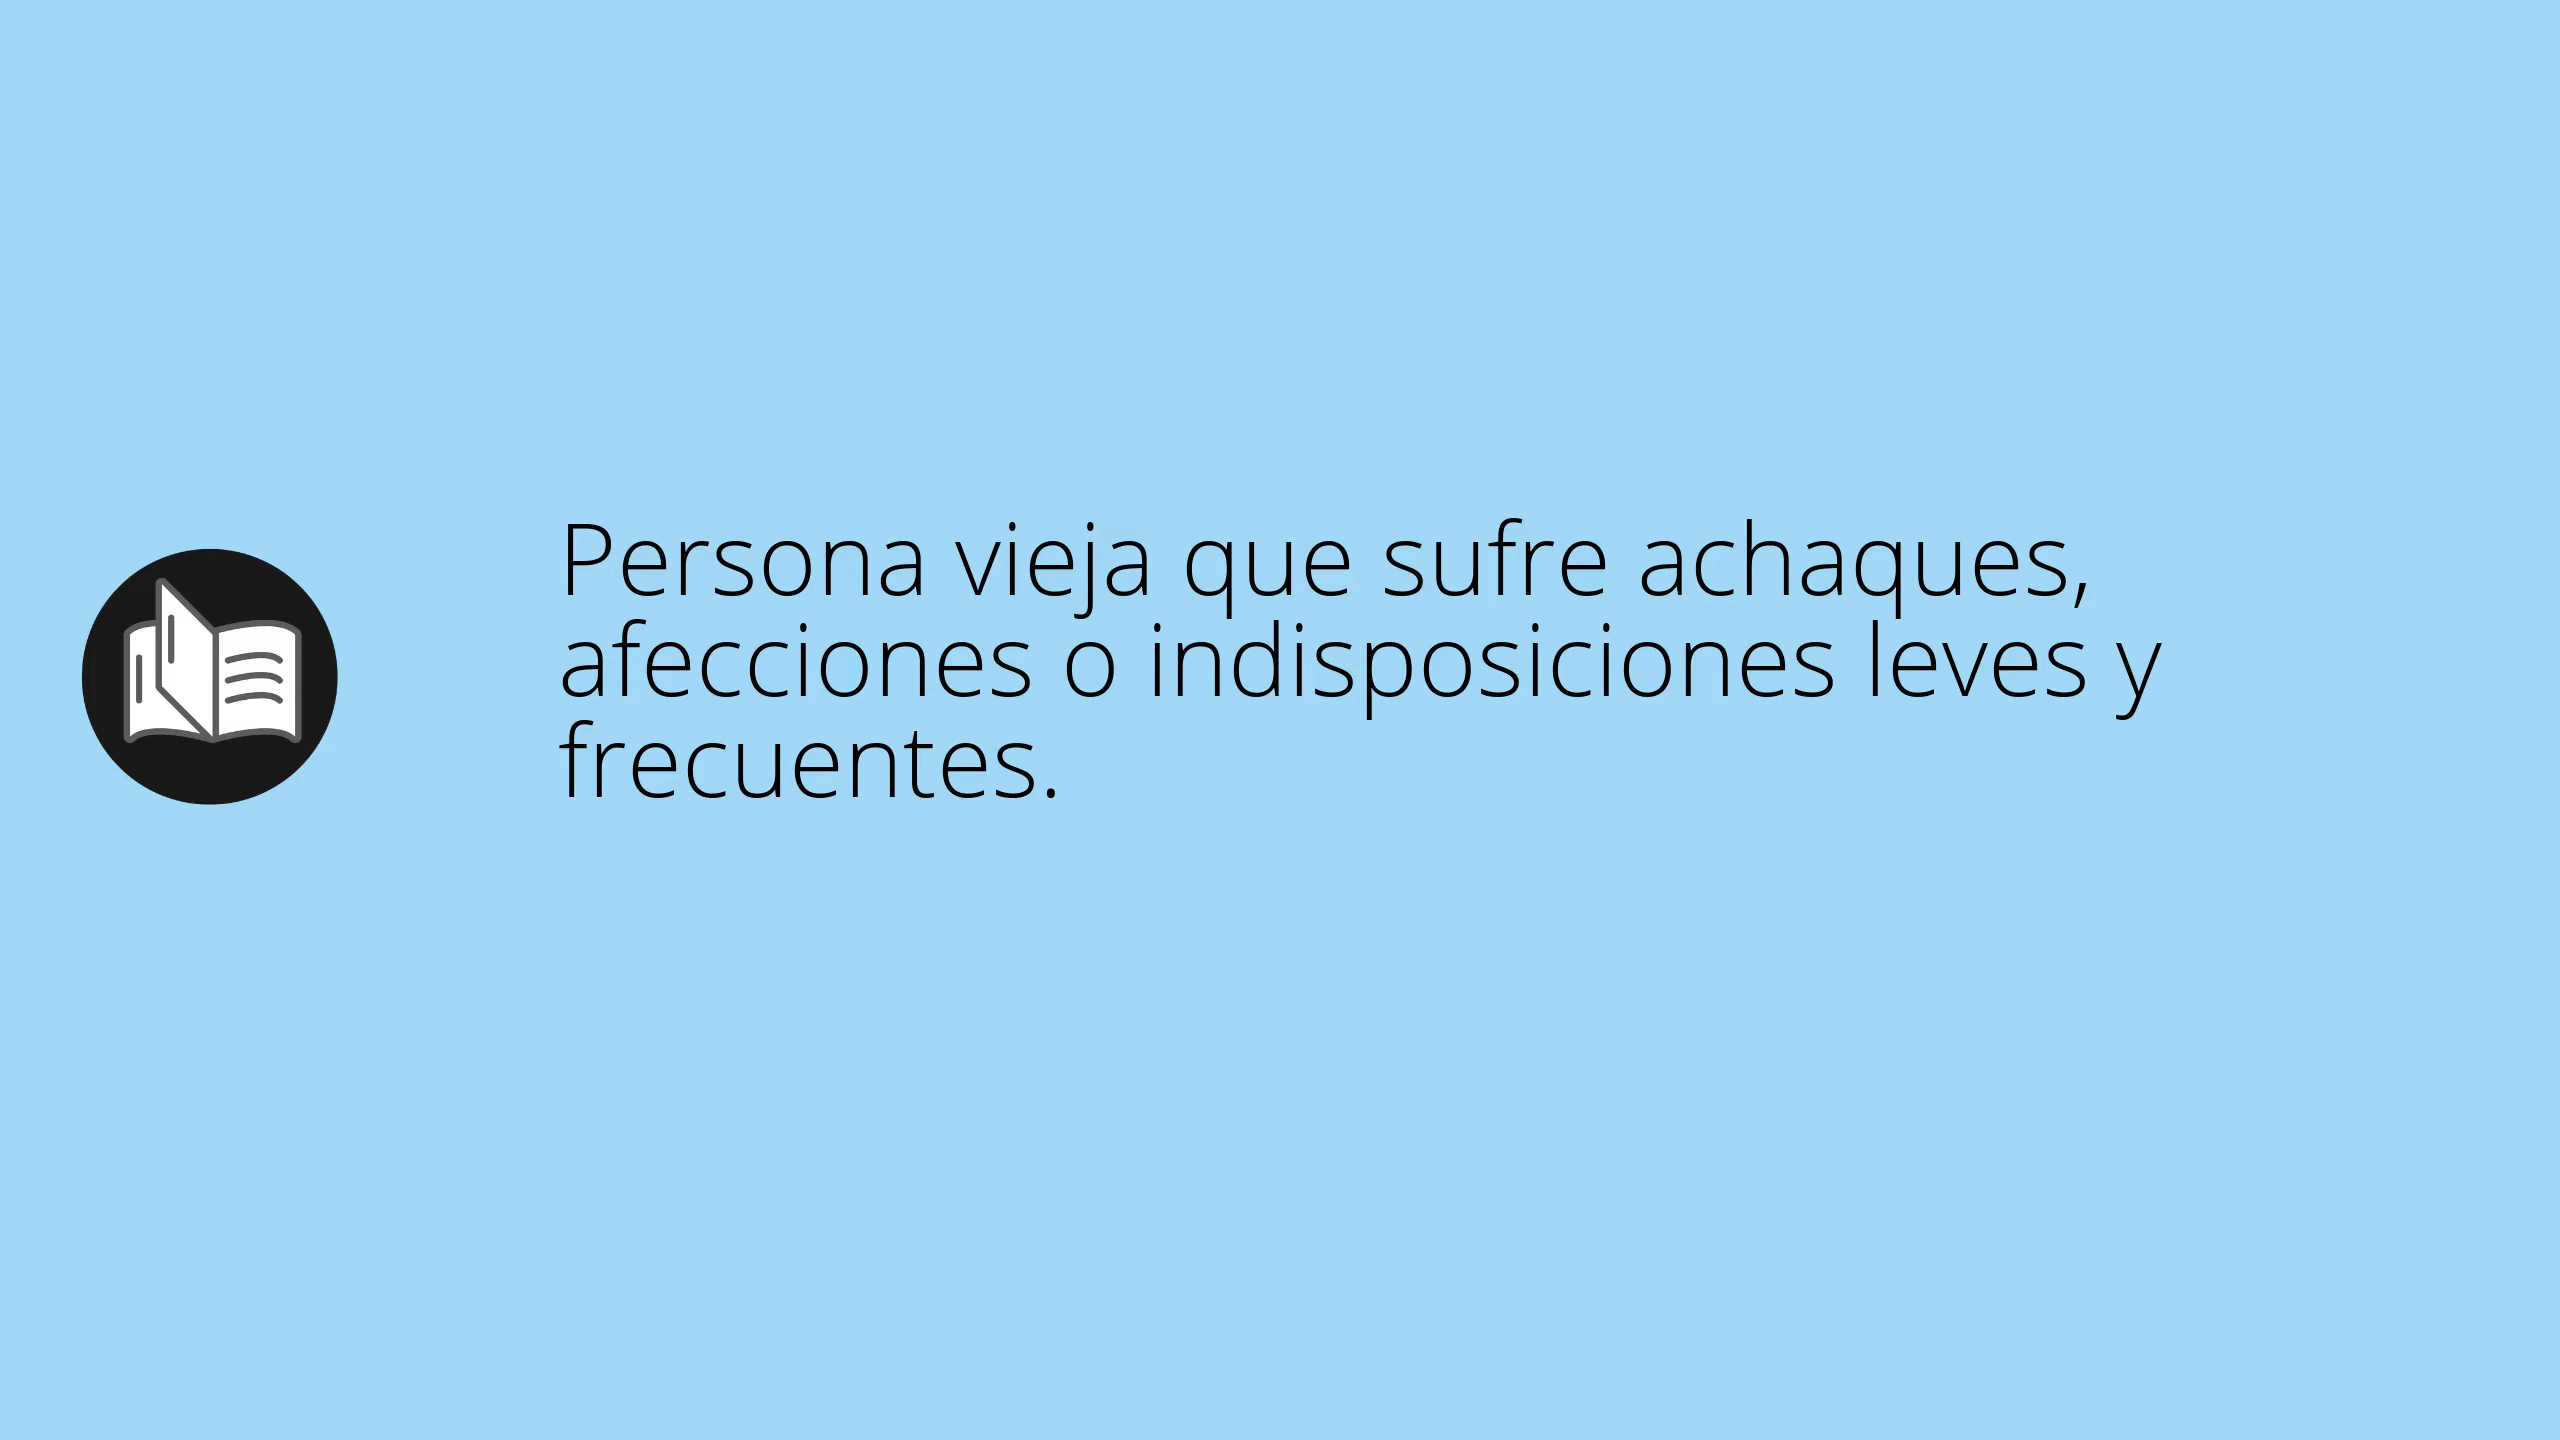 Persona vieja que sufre achaques,
afecciones o indisposiciones leves y
frecuentes.